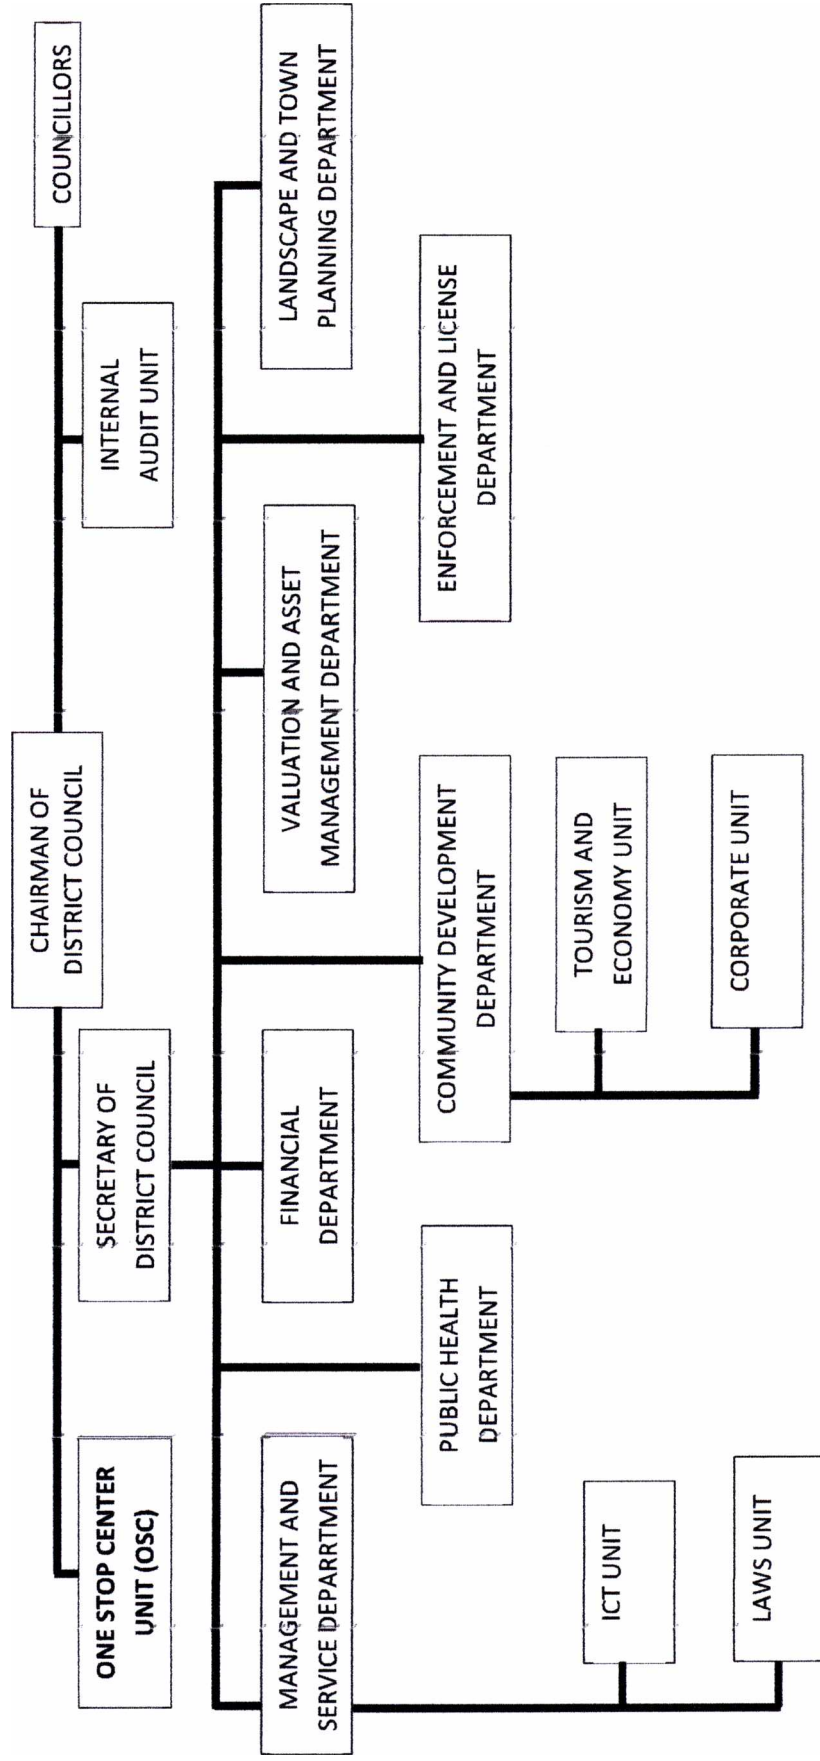 CHAIRMAN OF
DISTRICT COUNCIL
COUNCILLORS
ONE STOP CENTER
UNIT (OSC)
SECRETARY OF
DISTRICT COUNCIL
INTERNAL
AUDIT UNIT
MANAGEMENT AND
SERVICE DEPARRTMENT
FINANCIAL
DEPARTMENT
VALUATION AND ASSET
MANAGEMENT DEPARTMENT
LANDSCAPE AND TOWN
PLANNING DEPARTMENT
PUBLIC HEALTH
DEPARTMENT
COMMUNITY DEVELOPMENT
DEPARTMENT
ENFORCEMENT AND LICENSE
DEPARTMENT
ICT UNIT
TOURISM AND
ECONOMY UNIT
LAWS UNIT
CORPORATE UNIT